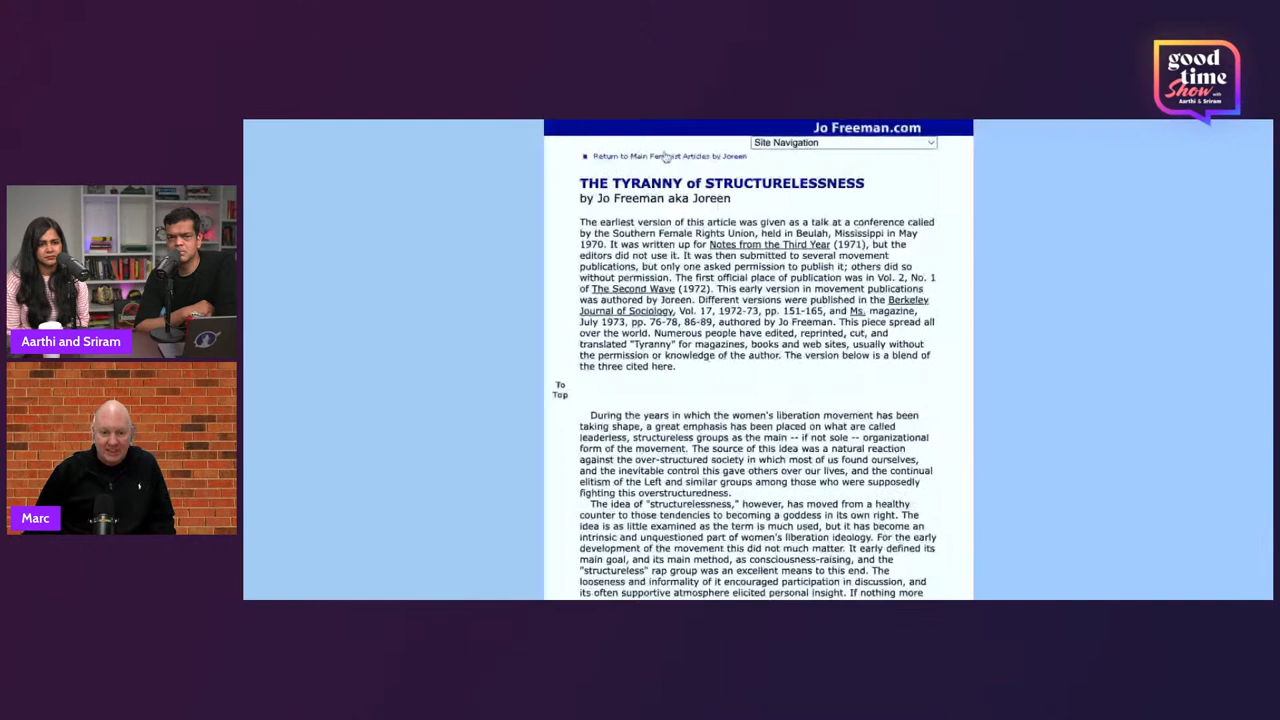 good
time
Show with
Aarthi & Sriram
Jo Freeman.com
Site Navigation
Return to Main Feminist Articles by Joreen
THE TYRANNY of STRUCTURELESSNESS
by Jo Freeman aka Joreen
The earliest version of this article was given as a talk at a conference called
by the Southern Female Rights Union, held in Beulah, Mississippi in May
1970. It was written up for Notes from the Third Year (1971), but the
editors did not use it. It was then submitted to several movement
publications, but only one asked permission to publish it; others did so
without permission. The first official place of publication was in Vol. 2, No. 1
of The Second Wave (1972). This early version in movement publications
was authored by Joreen. Different versions were published in the Berkeley
Journal of Sociology, Vol. 17, 1972-73, pp. 151-165, and Ms. magazine,
July 1973, pp. 76-78, 86-89, authored by Jo Freeman. This piece spread all
over the world. Numerous people have edited, reprinted, cut, and
translated "Tyranny" for magazines, books and web sites, usually without
the permission or knowledge of the author. The version below is a blend of
the three cited here.
To
Top
During the years in which the women's liberation movement has been
taking shape, a great emphasis has been placed on what are called
leaderless, structureless groups as the main -- if not sole -- organizational
form of the movement. The source of this idea was a natural reaction
against the over-structured society in which most of us found ourselves,
and the inevitable control this gave others over our lives, and the continual
elitism of the Left and similar groups among those who were supposedly
fighting this overstructuredness.
The idea of "structurelessness," however, has moved from a healthy
counter to those tendencies to becoming a goddess in its own right. The
idea is as little examined as the term is much used, but it has become an
intrinsic and unquestioned part of women's liberation ideology. For the early
development of the movement this did not much matter. It early defined its
main goal, and its main method, as consciousness-raising, and the
"structureless" rap group was an excellent means to this end. The
looseness and informality of it encouraged participation in discussion, and
its often supportive atmosphere elicited personal insight. If nothing more
Aarthi and Sriram
Marc